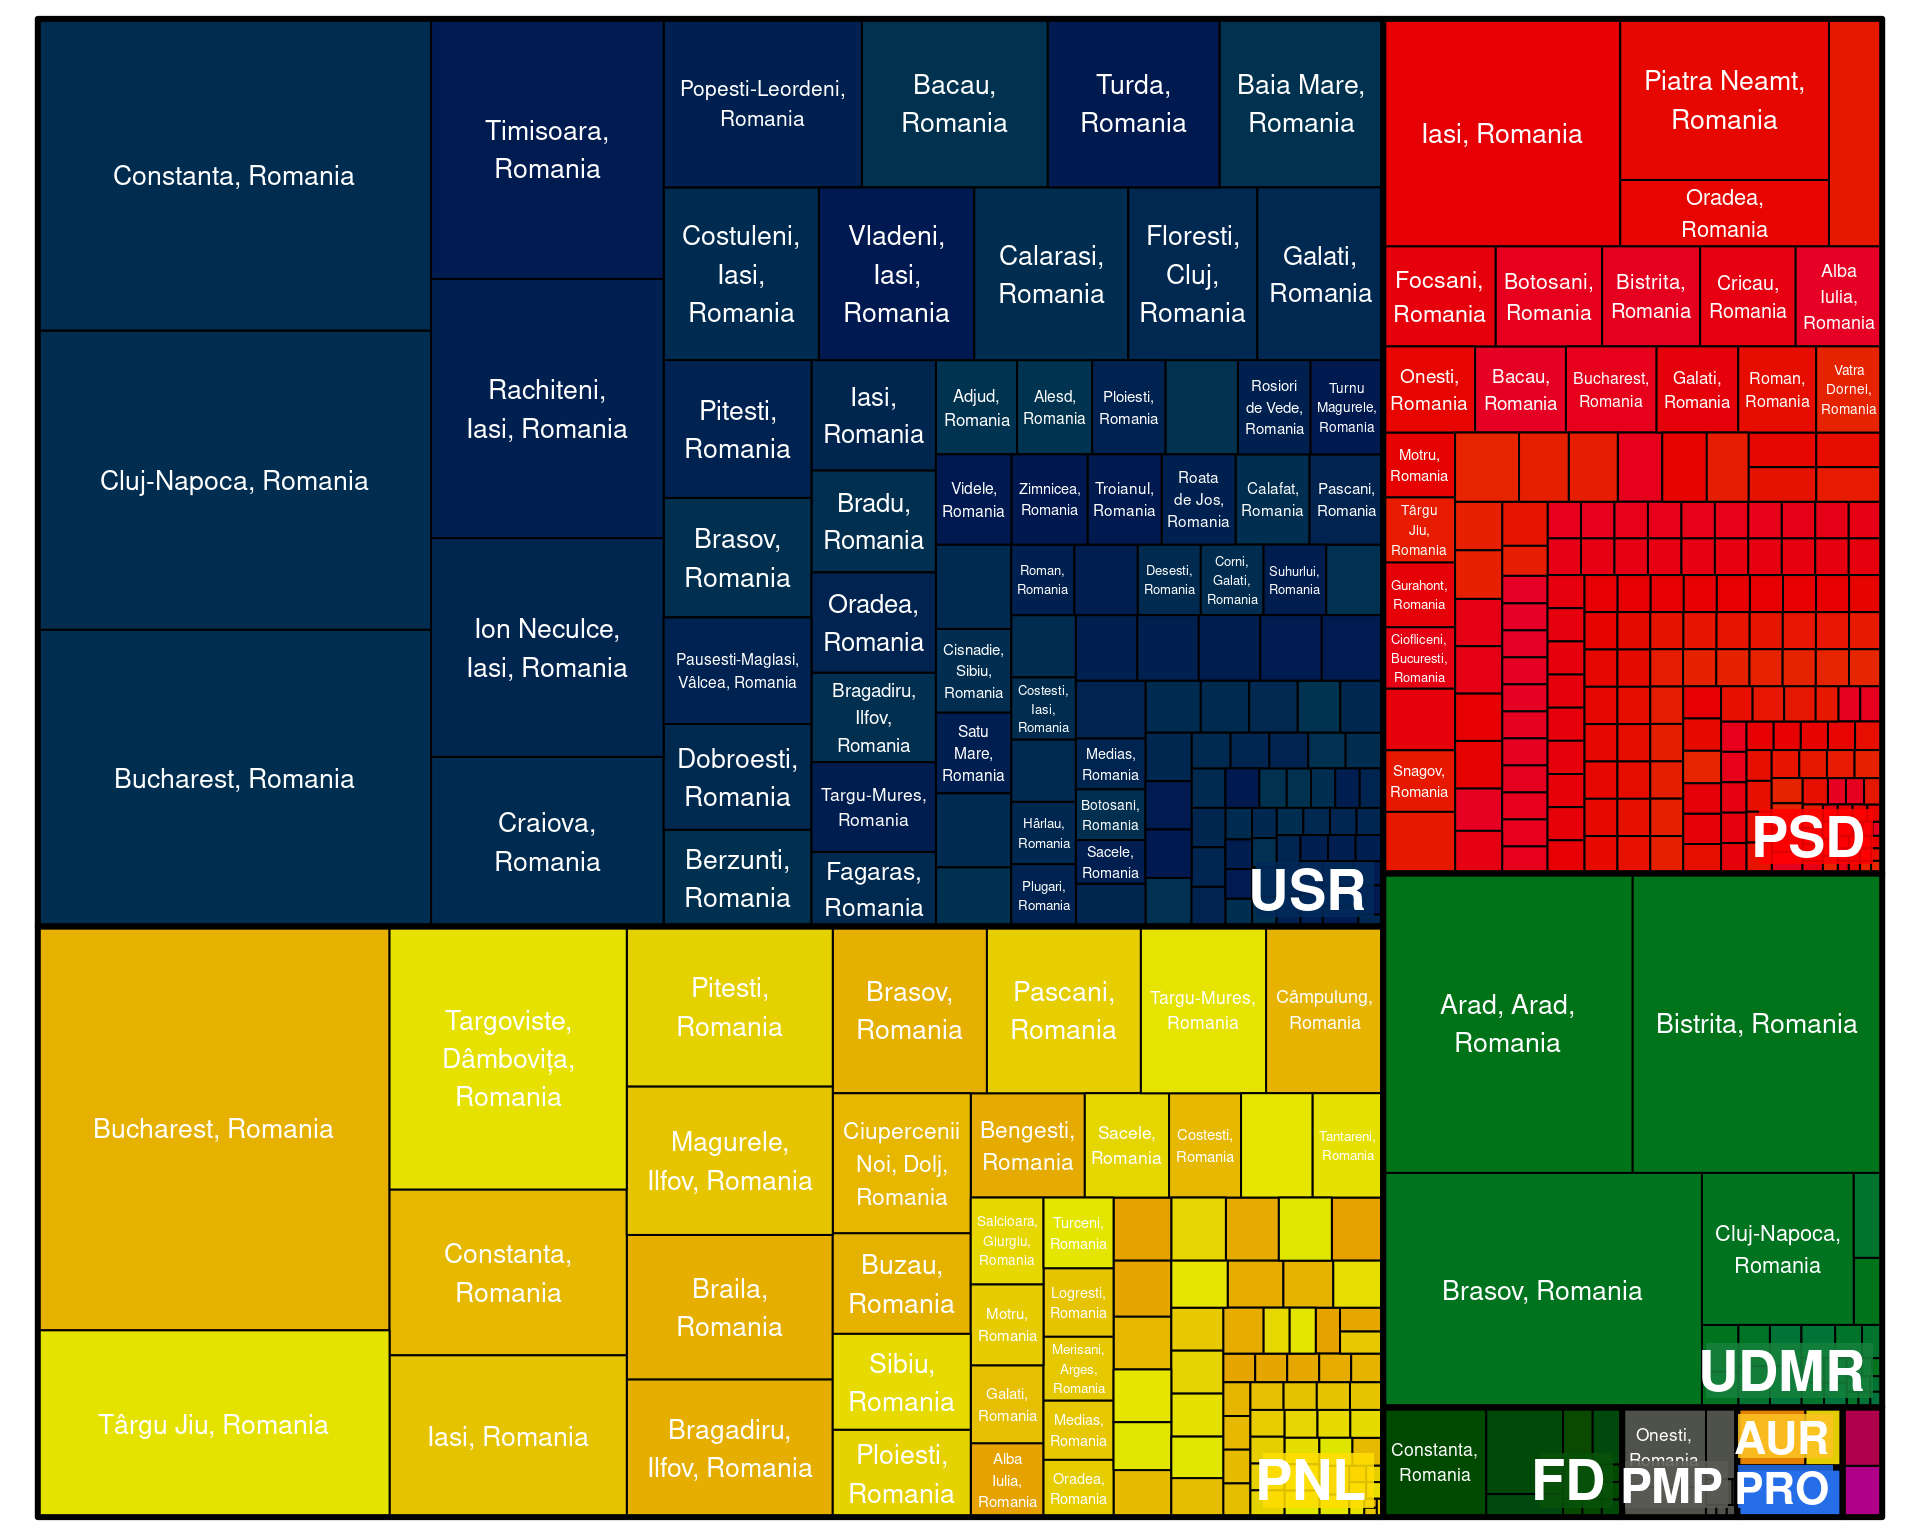 Constanta, Romania
Cluj-Napoca, Romania
Bucharest, Romania
Timisoara,
Romania
Rachiteni,
Iasi, Romania
Ion Neculce,
Iasi, Romania
Craiova,
Romania
Popesti-Leordeni,
Romania
Bacau,
Romania
Turda,
Romania
Baia Mare,
Romania
Costuleni,
Iasi,
Romania
Vladeni,
Iasi,
Romania
Calarasi,
Romania
Floresti,
Cluj,
Romania
Galati,
Romania
Pitesti,
Romania
Brasov,
Romania
Pausesti-Maglasi,
Vâlcea, Romania
Dobroesti,
Romania
Berzunti,
Romania
Iasi,
Romania
Bradu,
Romania
Oradea,
Romania
Bragadiru,
Ilfov,
Romania
Targu-Mures,
Romania
Fagaras,
Romania
Adjud,
Romania
Alesd,
Romania
Ploiesti,
Romania
Rosiori
de Vede,
Romania
Turnu
Magurele,
Romania
Videle,
Romania
Zimnicea,
Romania
Troianul,
Romania
Roata
de Jos,
Romania
Calafat,
Romania
Pascani,
Romania
Roman,
Romania
Desesti,
Romania
Corni,
Galati,
Romania
Suhurlui,
Romania
Cisnadie,
Sibiu,
Romania
Satu
Mare,
Romania
Costesti,
Iasi,
Romania
Hârlau,
Romania
Plugari,
Romania
Medias,
Romania
Botosani,
Romania
Sacele,
Romania
USR
Iasi, Romania
Piatra Neamt,
Romania
Oradea,
Romania
Focsani,
Romania
Botosani,
Romania
Bistrita,
Romania
Cricau,
Romania
Alba
Iulia,
Romania
Onesti,
Romania
Bacau,
Romania
Bucharest,
Romania
Galati,
Romania
Roman,
Romania
Vatra
Dornei,
Romania
Motru,
Romania
Târgu
Jiu,
Romania
Gurahont,
Romania
Ciofliceni,
Bucuresti,
Romania
Snagov,
Romania
PSD
Bucharest, Romania
Târgu Jiu, Romania
Targoviste,
Dâmbovița,
Romania
Constanta,
Romania
Iasi, Romania
Pitesti,
Romania
Magurele,
Ilfov, Romania
Braila,
Romania
Bragadiru,
Ilfov, Romania
Brasov,
Romania
Pascani,
Romania
Targu-Mures,
Romania
Câmpulung,
Romania
Ciupercenii
Noi, Dolj,
Romania
Buzau,
Romania
Sibiu,
Romania
Ploiesti,
Romania
Bengesti,
Romania
Sacele,
Romania
Costesti,
Romania
Tantareni,
Romania
Salcioara,
Giurgiu,
Romania
Motru,
Romania
Galati,
Romania
Alba
Iulia,
Romania
Turceni,
Romania
Logresti,
Romania
Merisani,
Arges,
Romania
Medias,
Romania
Oradea,
Romania
PNL
Arad, Arad,
Romania
Bistrita, Romania
Brasov, Romania
Cluj-Napoca,
Romania
UDMR
Constanta,
Romania
FD
Onesti,
Romania
PMP
AUR
PRO